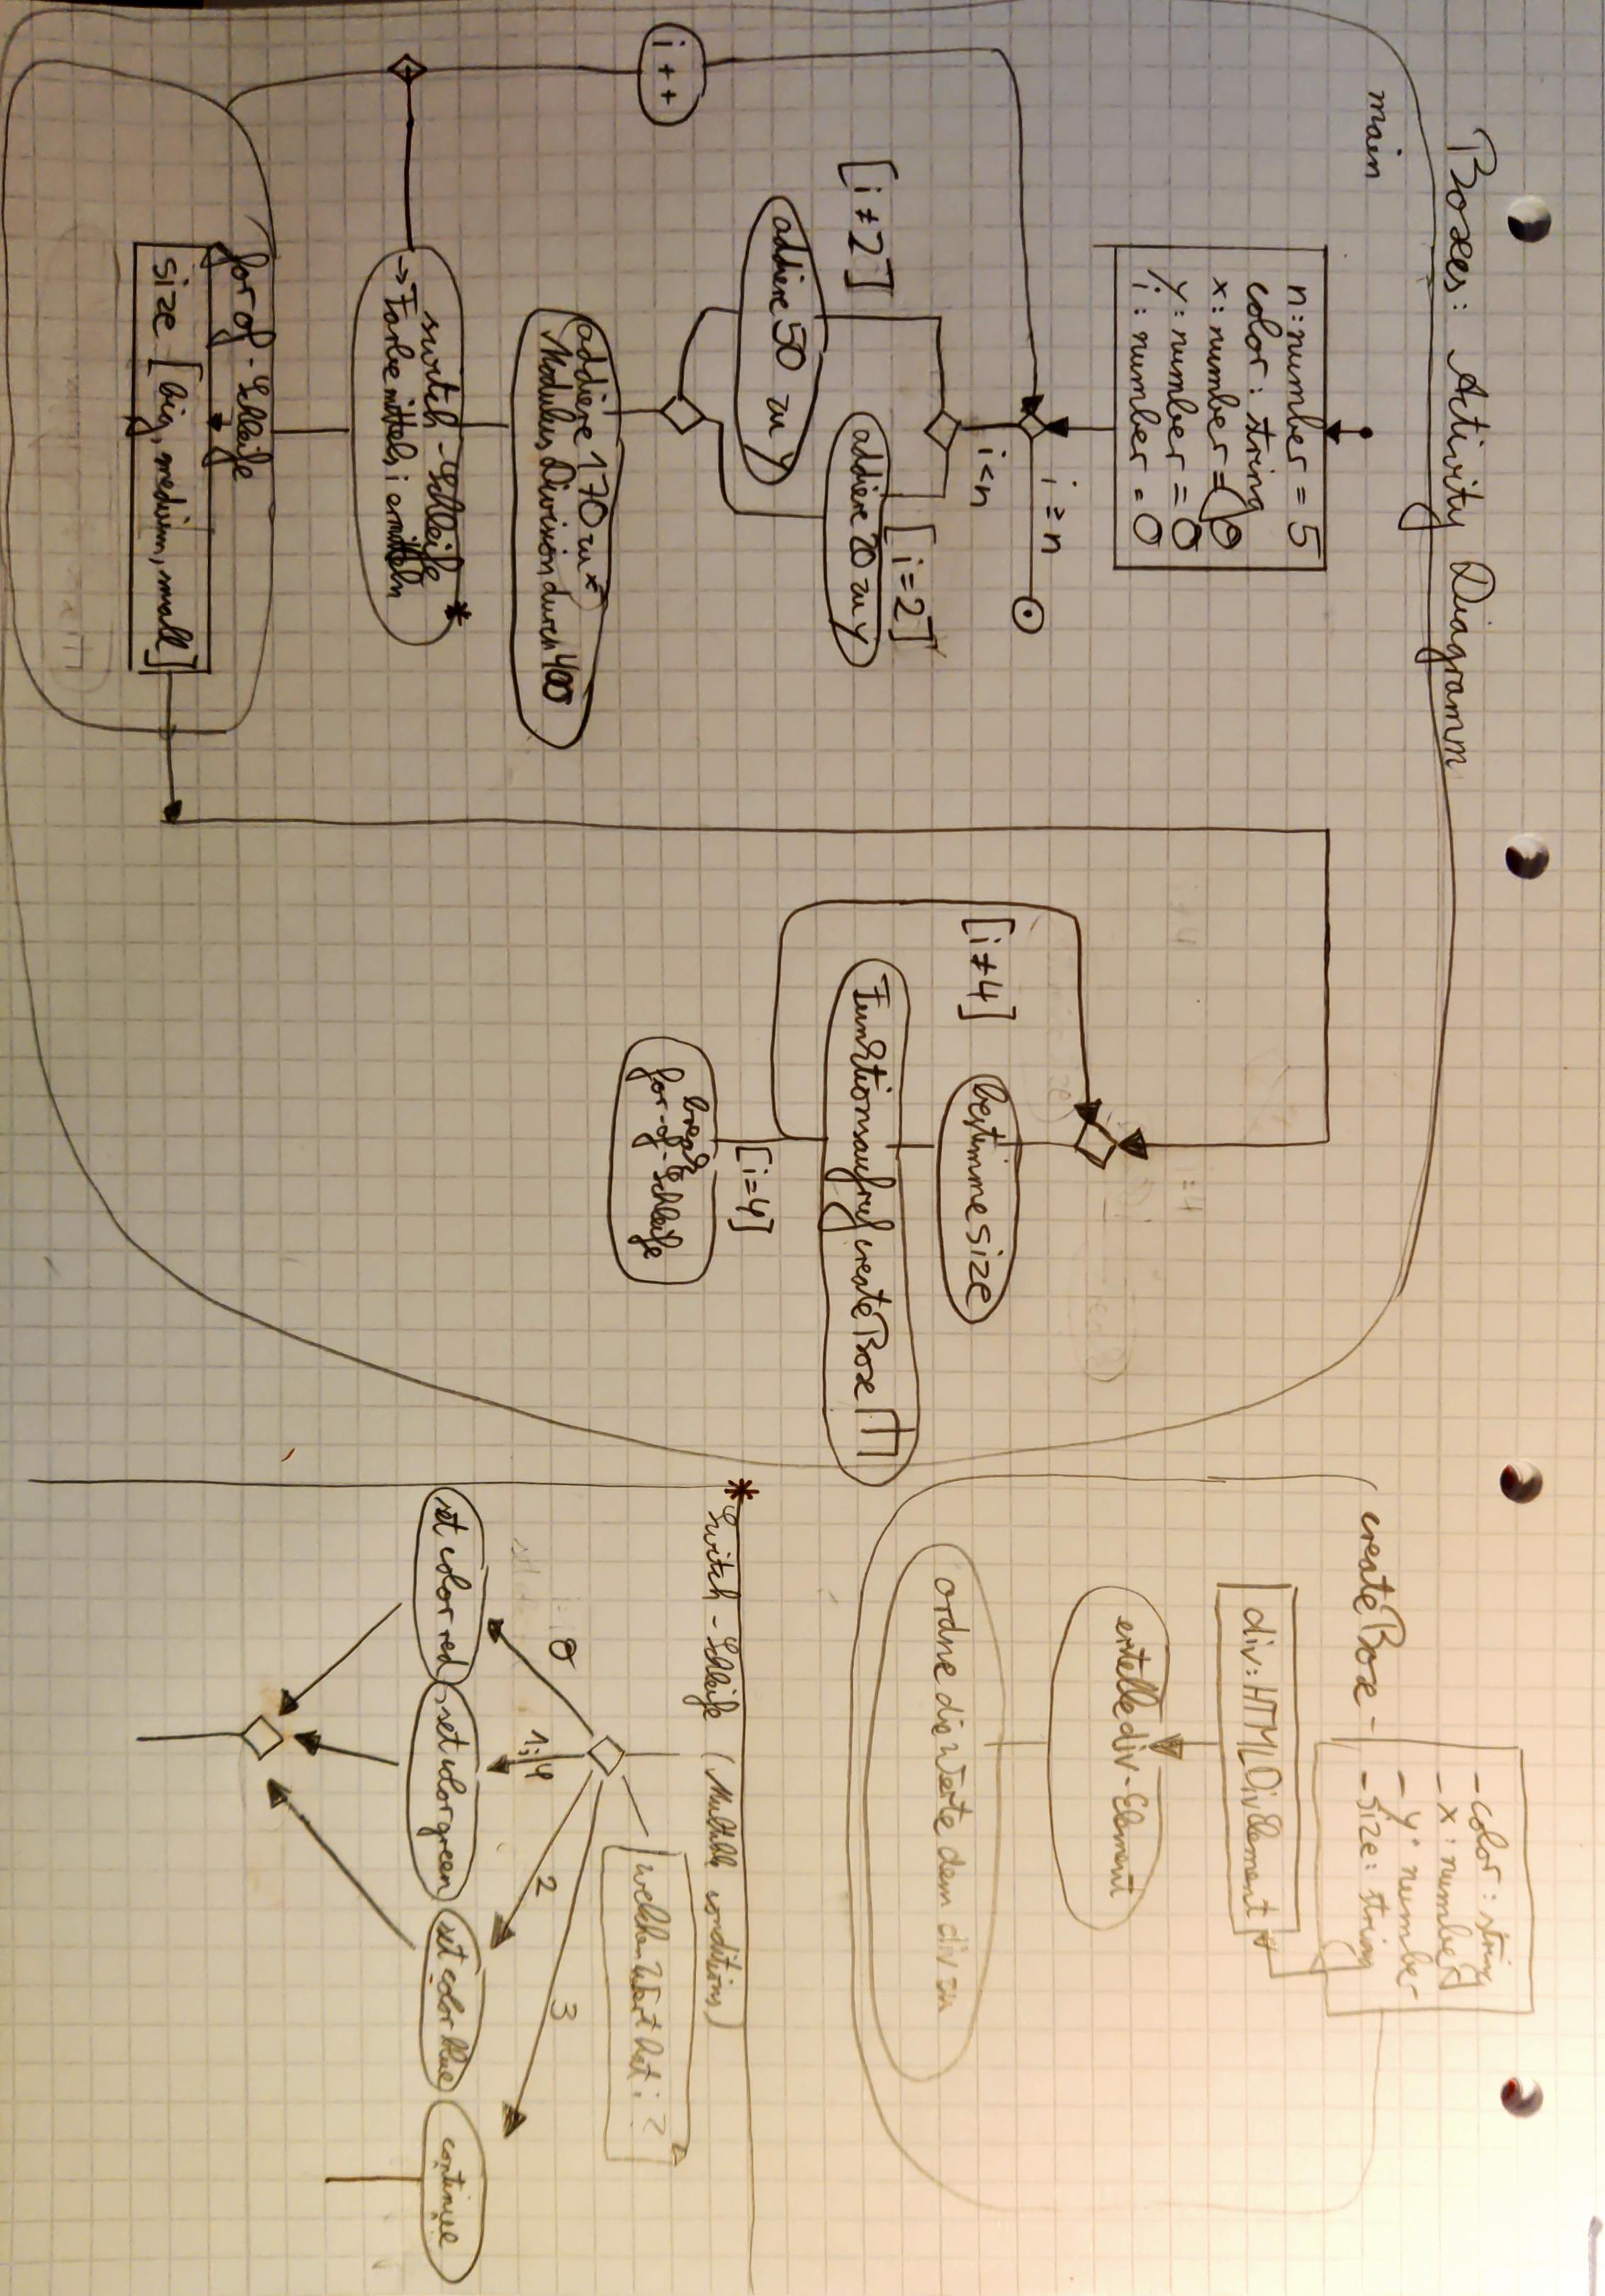 Boxes: Activity Diagramm
main
n: number = 5
color: string
x: number = 0
y: number = 0
i: number = 0
i ≥ n
i < n
[i ≠ 2]
[i = 2]
addiere 20 zu y
addiere 50 zu y
i ++
addiere 170 zu x
Modulus Division durch 400
switch - Schleife *
→ Farbe mittels i ermitteln
for of - Schleife
size [big, medium, small]
[i ≠ 4]
bestimme size
Funktionsaufruf createBox
[i = 4]
break
for-of-Schleife
createBox -
- color: string
- x: number
- y: number
- size: string
div: HTMLDivElement
erstelle div-Element
ordne die Werte dem div zu
* Switch - Schleife (Multible conditions)
welchen Wert hat i ?
0
1; 4
2
3
set color red
set color green
set color blue
continue